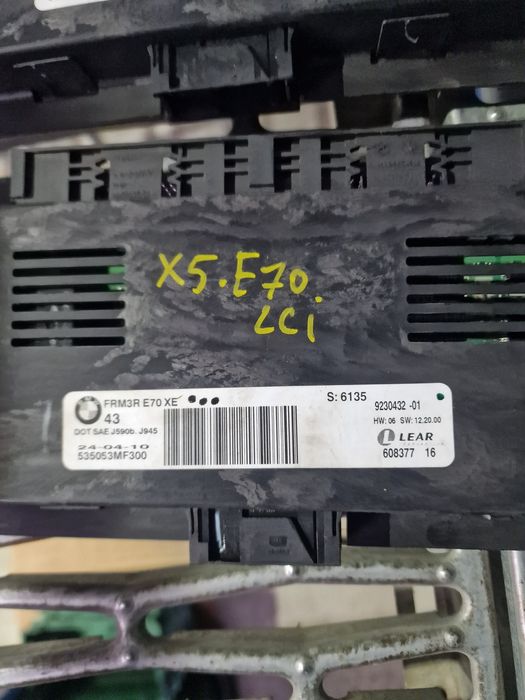 X5.E70.
LCi
FRM3R E70 XE
43
DOT SAE J590b. J945
24-04-10
535053MF300
S: 6135
9230432 -01
HW: 06 SW: 12.20.00
LEAR
608377 16